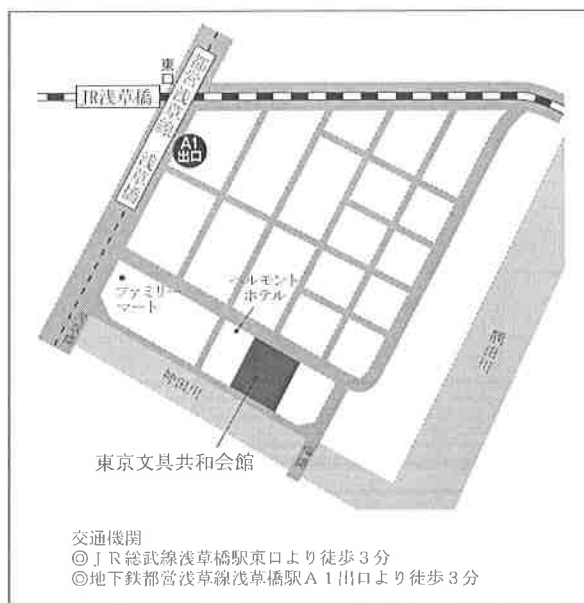 東口
JR浅草橋
都営浅草線 浅草橋
A1
出口
ベルモント
ホテル
ファミリー
マート
神田川
隅田川
東京文具共和会館
交通機関
◎JR総武線浅草橋駅東口より徒歩3分
◎地下鉄都営浅草線浅草橋駅A1出口より徒歩3分